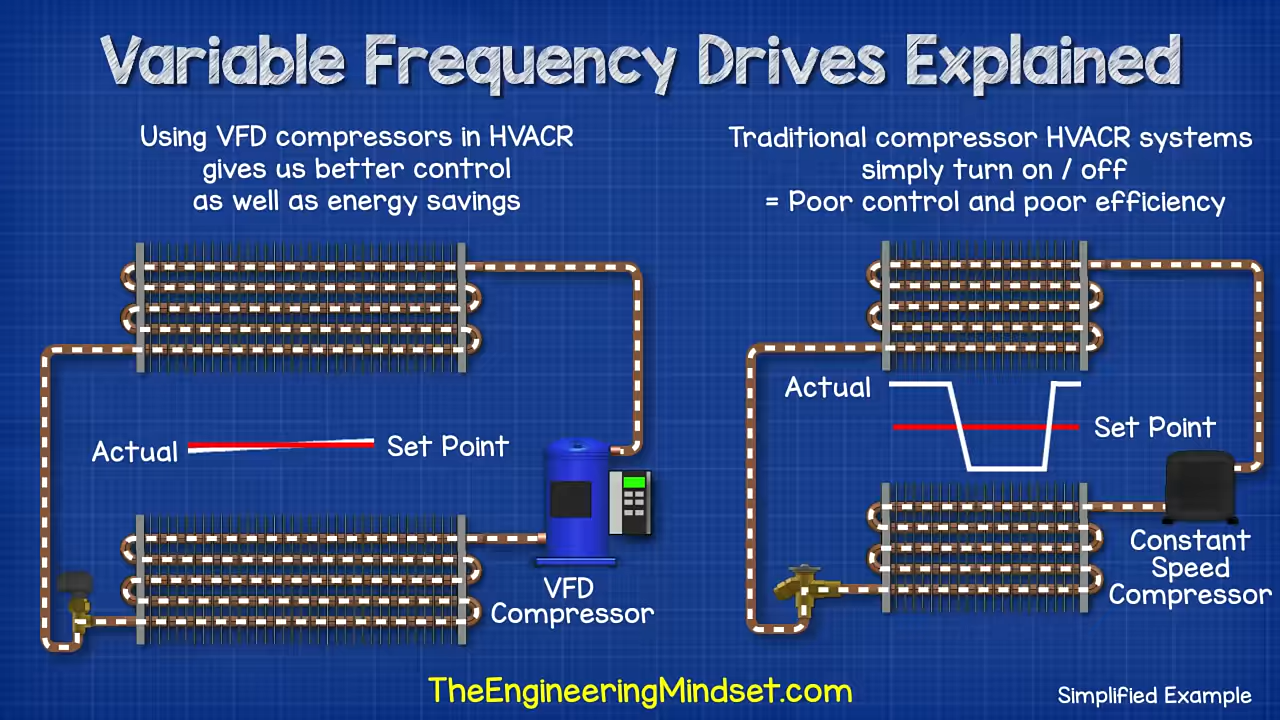 Variable Frequency Drives Explained
Using VFD compressors in HVACR
gives us better control
as well as energy savings
Traditional compressor HVACR systems
simply turn on / off
= Poor control and poor efficiency
Actual
Set Point
VFD
Compressor
Actual
Set Point
Constant
Speed
Compressor
TheEngineeringMindset.com
Simplified Example